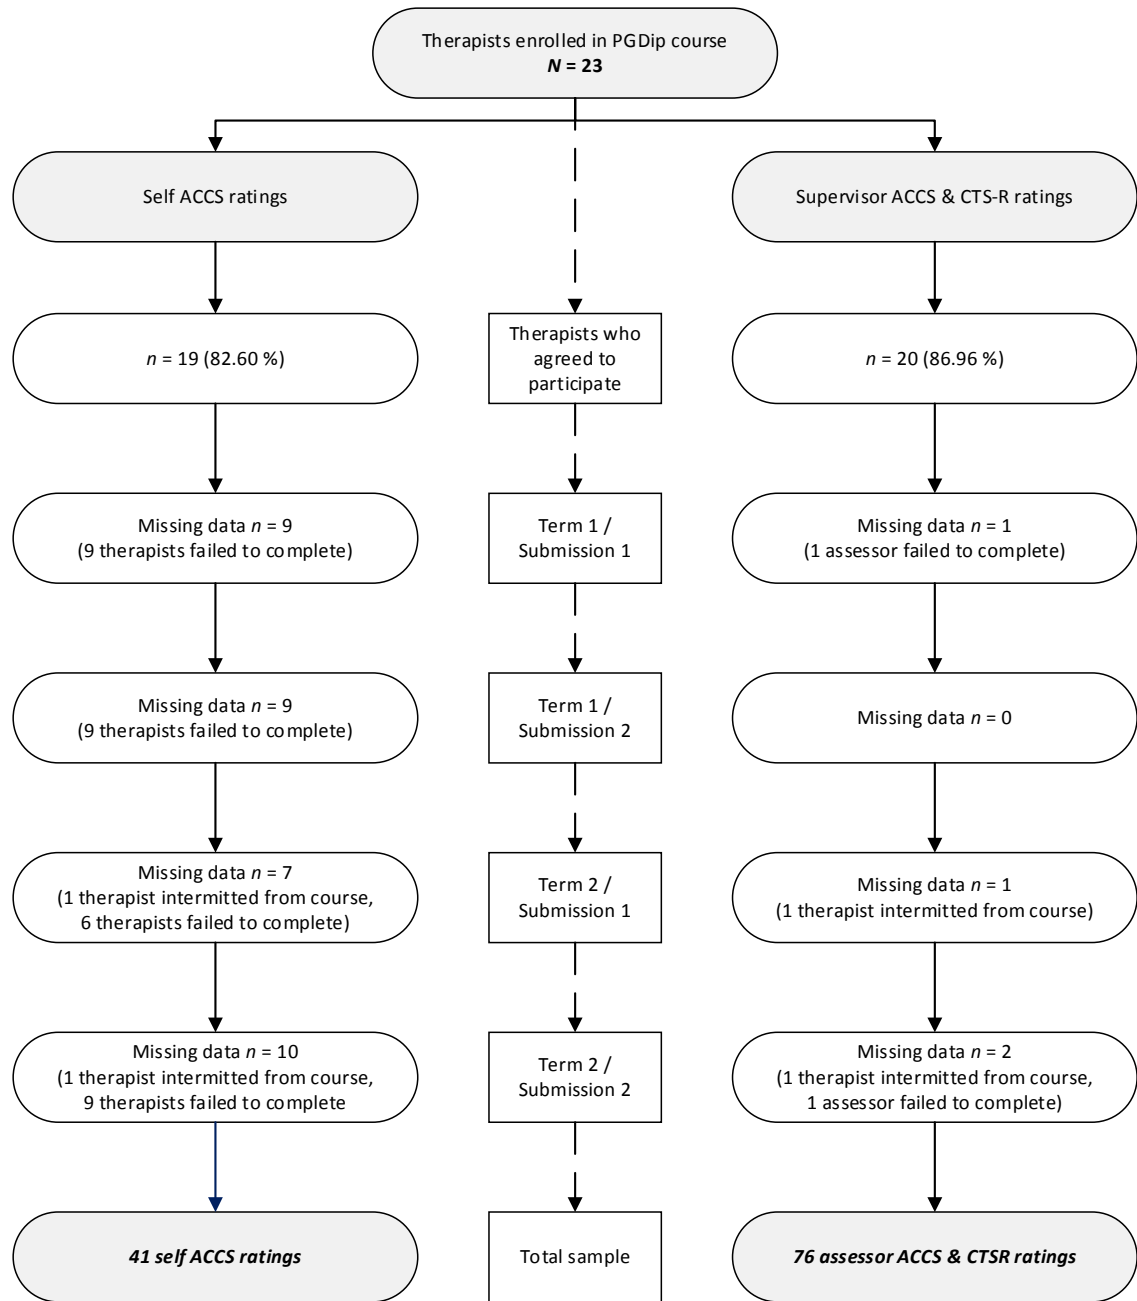 Therapists enrolled in PGDip course
N = 23
Self ACCS ratings
Supervisor ACCS & CTS-R ratings
n = 19 (82.60 %)
Therapists who
agreed to
participate
n = 20 (86.96 %)
Missing data n = 9
(9 therapists failed to complete)
Term 1 /
Submission 1
Missing data n = 1
(1 assessor failed to complete)
Missing data n = 9
(9 therapists failed to complete)
Term 1 /
Submission 2
Missing data n = 0
Missing data n = 7
(1 therapist intermitted from course,
6 therapists failed to complete)
Term 2 /
Submission 1
Missing data n = 1
(1 therapist intermitted from course)
Missing data n = 10
(1 therapist intermitted from course,
9 therapists failed to complete
Term 2 /
Submission 2
Missing data n = 2
(1 therapist intermitted from course,
1 assessor failed to complete)
41 self ACCS ratings
Total sample
76 assessor ACCS & CTSR ratings